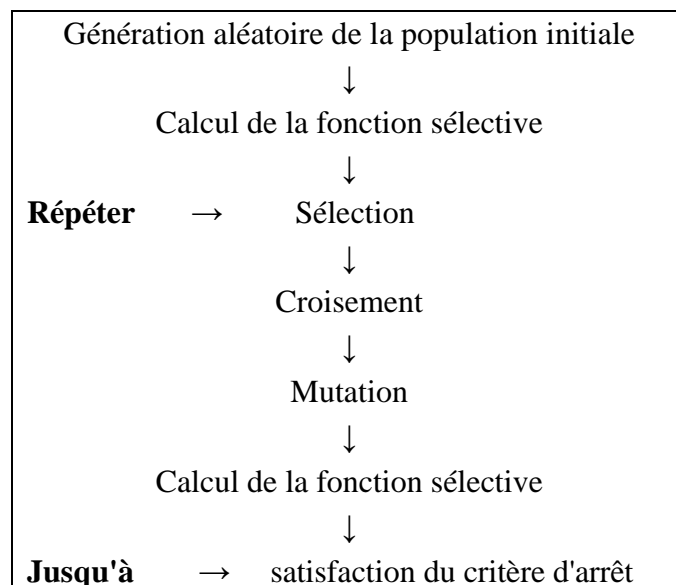 Génération aléatoire de la population initiale
↓
Calcul de la fonction sélective
↓
Répéter → Sélection
↓
Croisement
↓
Mutation
↓
Calcul de la fonction sélective
↓
Jusqu'à → satisfaction du critère d'arrêt